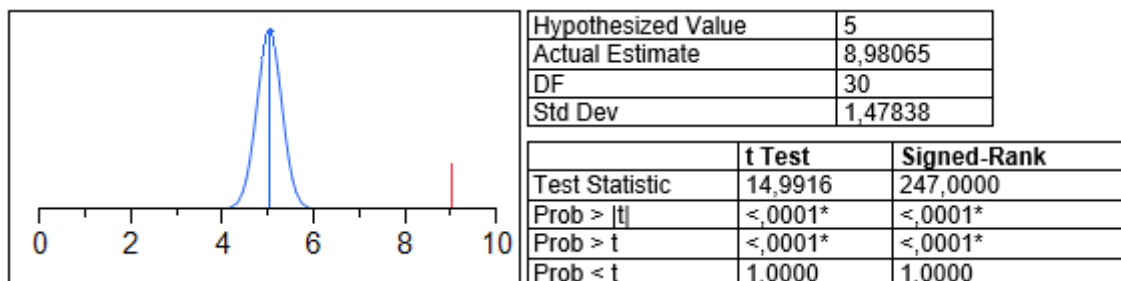 0 2 4 6 8 10
Hypothesized Value 5
Actual Estimate 8,98065
DF 30
Std Dev 1,47838
t Test Signed-Rank
Test Statistic 14,9916 247,0000
Prob > |t| <,0001* <,0001*
Prob > t <,0001* <,0001*
Prob < t 1,0000 1,0000